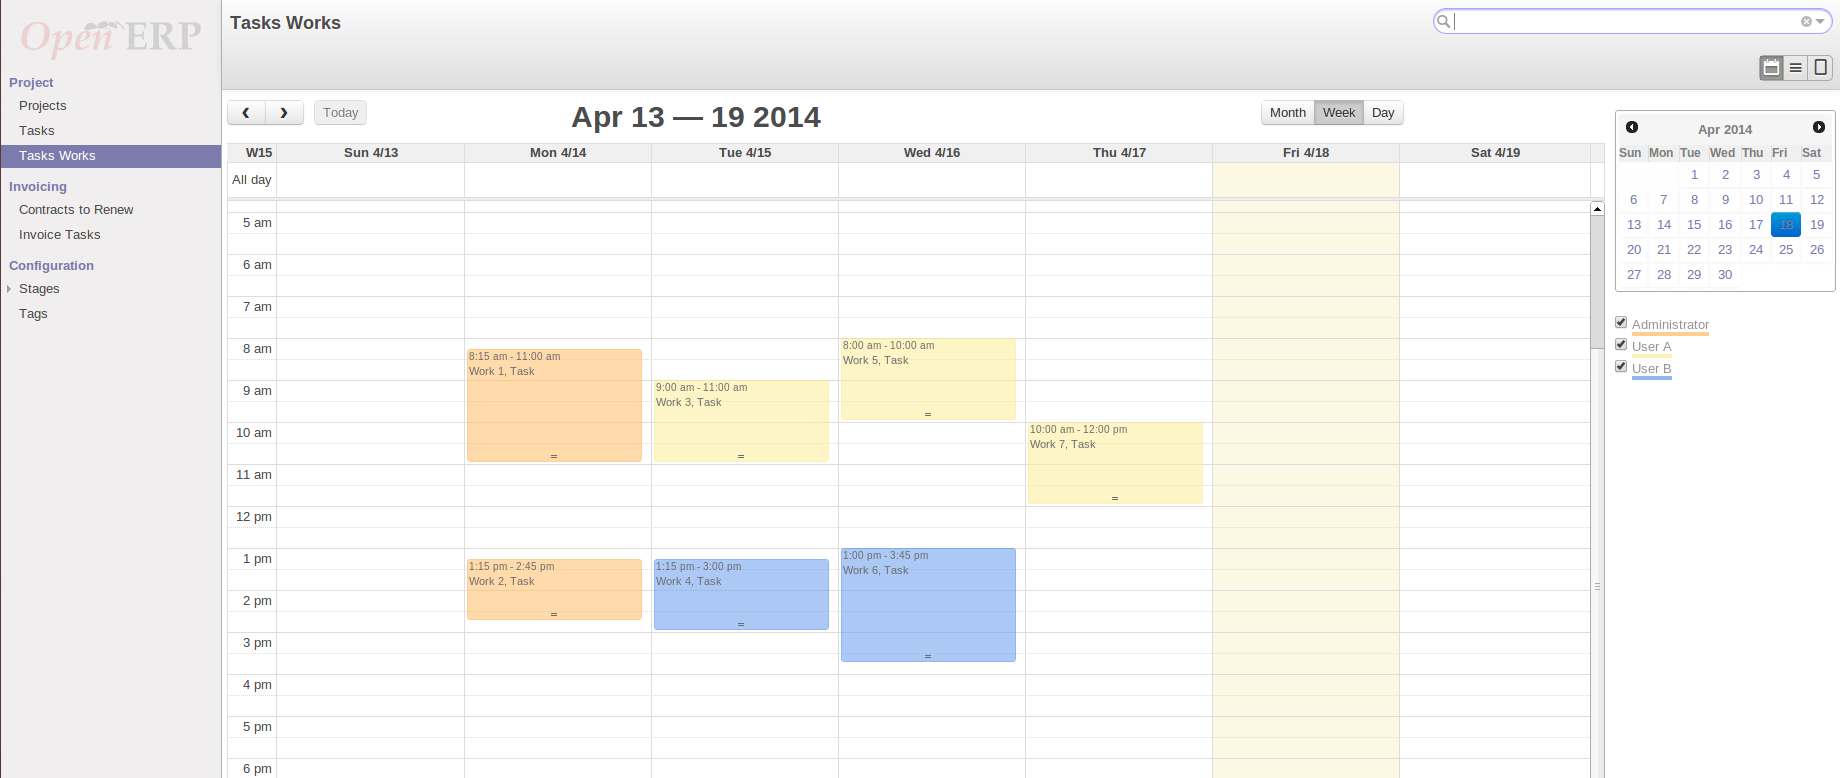 Open ERP
Project
Projects
Tasks
Tasks Works
Invoicing
Contracts to Renew
Invoice Tasks
Configuration
Stages
Tags
Tasks Works
Today
Apr 13 — 19 2014
Month Week Day
W15 Sun 4/13 Mon 4/14 Tue 4/15 Wed 4/16 Thu 4/17 Fri 4/18 Sat 4/19
All day
5 am
6 am
7 am
8 am
9 am
10 am
11 am
12 pm
1 pm
2 pm
3 pm
4 pm
5 pm
6 pm
8:15 am - 11:00 am
Work 1, Task
1:15 pm - 2:45 pm
Work 2, Task
9:00 am - 11:00 am
Work 3, Task
1:15 pm - 3:00 pm
Work 4, Task
8:00 am - 10:00 am
Work 5, Task
1:00 pm - 3:45 pm
Work 6, Task
10:00 am - 12:00 pm
Work 7, Task
Apr 2014
Sun Mon Tue Wed Thu Fri Sat
1 2 3 4 5
6 7 8 9 10 11 12
13 14 15 16 17 18 19
20 21 22 23 24 25 26
27 28 29 30
Administrator
User A
User B